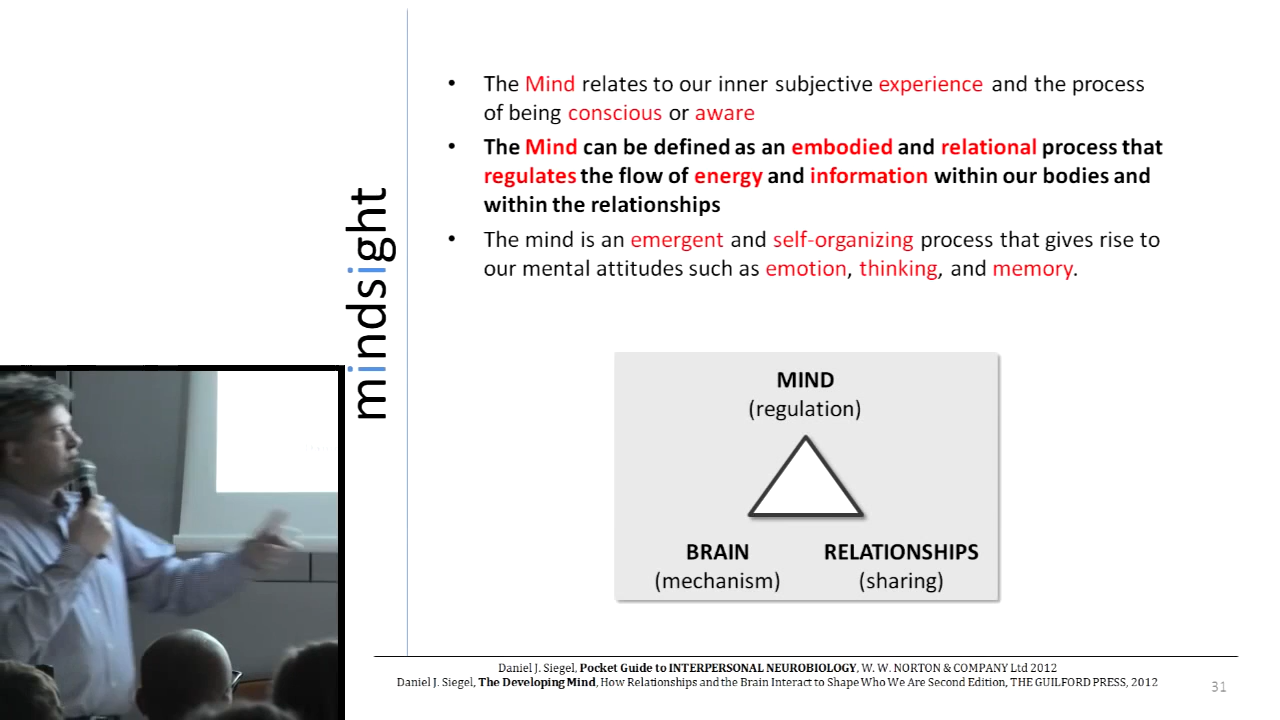 mindsight
• The Mind relates to our inner subjective experience and the process
of being conscious or aware
• The Mind can be defined as an embodied and relational process that
regulates the flow of energy and information within our bodies and
within the relationships
• The mind is an emergent and self-organizing process that gives rise to
our mental attitudes such as emotion, thinking, and memory.
MIND
(regulation)
BRAIN RELATIONSHIPS
(mechanism) (sharing)
Daniel J. Siegel, Pocket Guide to INTERPERSONAL NEUROBIOLOGY, W. W. NORTON & COMPANY Ltd 2012
Daniel J. Siegel, The Developing Mind, How Relationships and the Brain Interact to Shape Who We Are Second Edition, THE GUILFORD PRESS, 2012
31